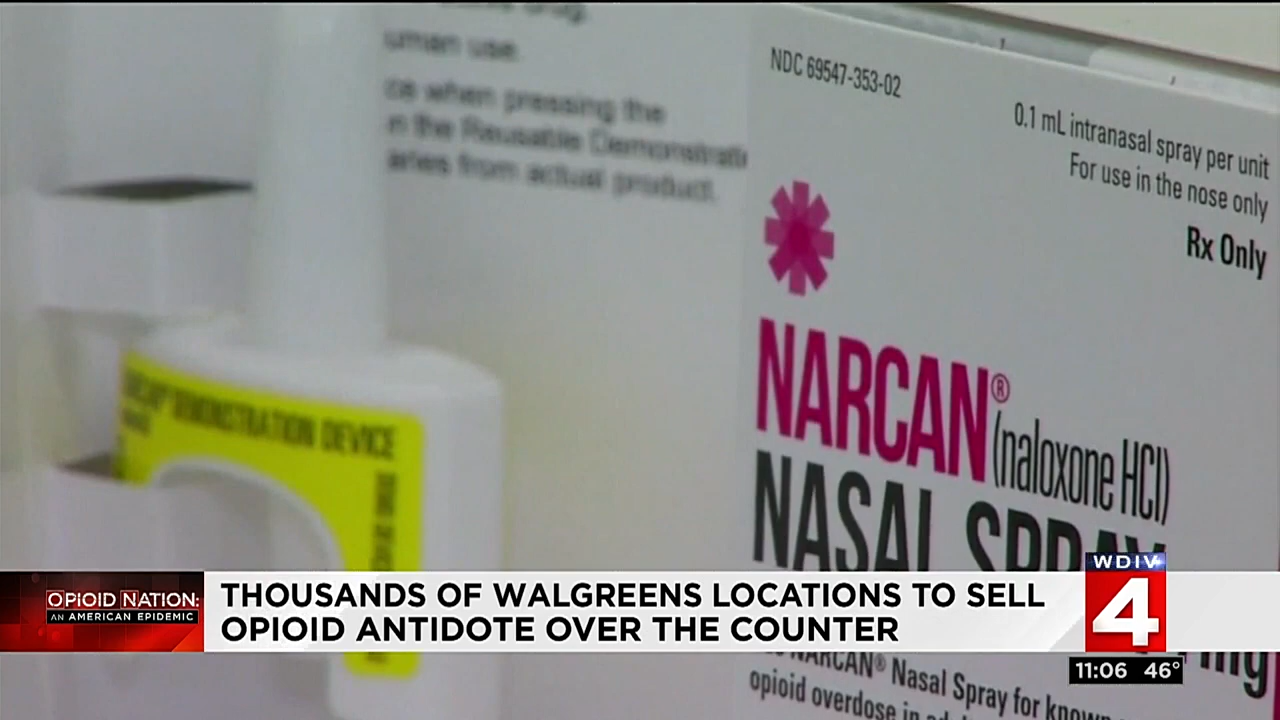 uman use.
ce when pressing the
n the Reusable Demonstrati
aries from actual product.
DEMONSTRATION DEVICE
NDC 69547-353-02
0.1 mL intranasal spray per unit
For use in the nose only
Rx Only
NARCAN®
(naloxone HCl)
NASAL SPRAY
NARCAN® Nasal Spray for known
opioid overdose in
mg
OPIOID NATION:
AN AMERICAN EPIDEMIC
THOUSANDS OF WALGREENS LOCATIONS TO SELL
OPIOID ANTIDOTE OVER THE COUNTER
WDIV
4
11:06 46°